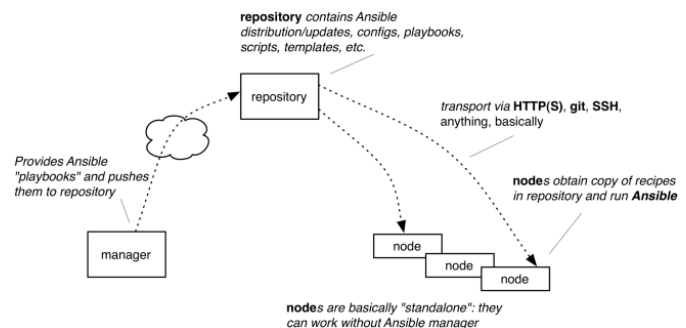 repository contains Ansible
distribution/updates, configs, playbooks,
scripts, templates, etc.
repository
transport via HTTP(S), git, SSH,
anything, basically
Provides Ansible
"playbooks" and pushes
them to repository
nodes obtain copy of recipes
in repository and run Ansible
manager
node
node
node
nodes are basically "standalone": they
can work without Ansible manager